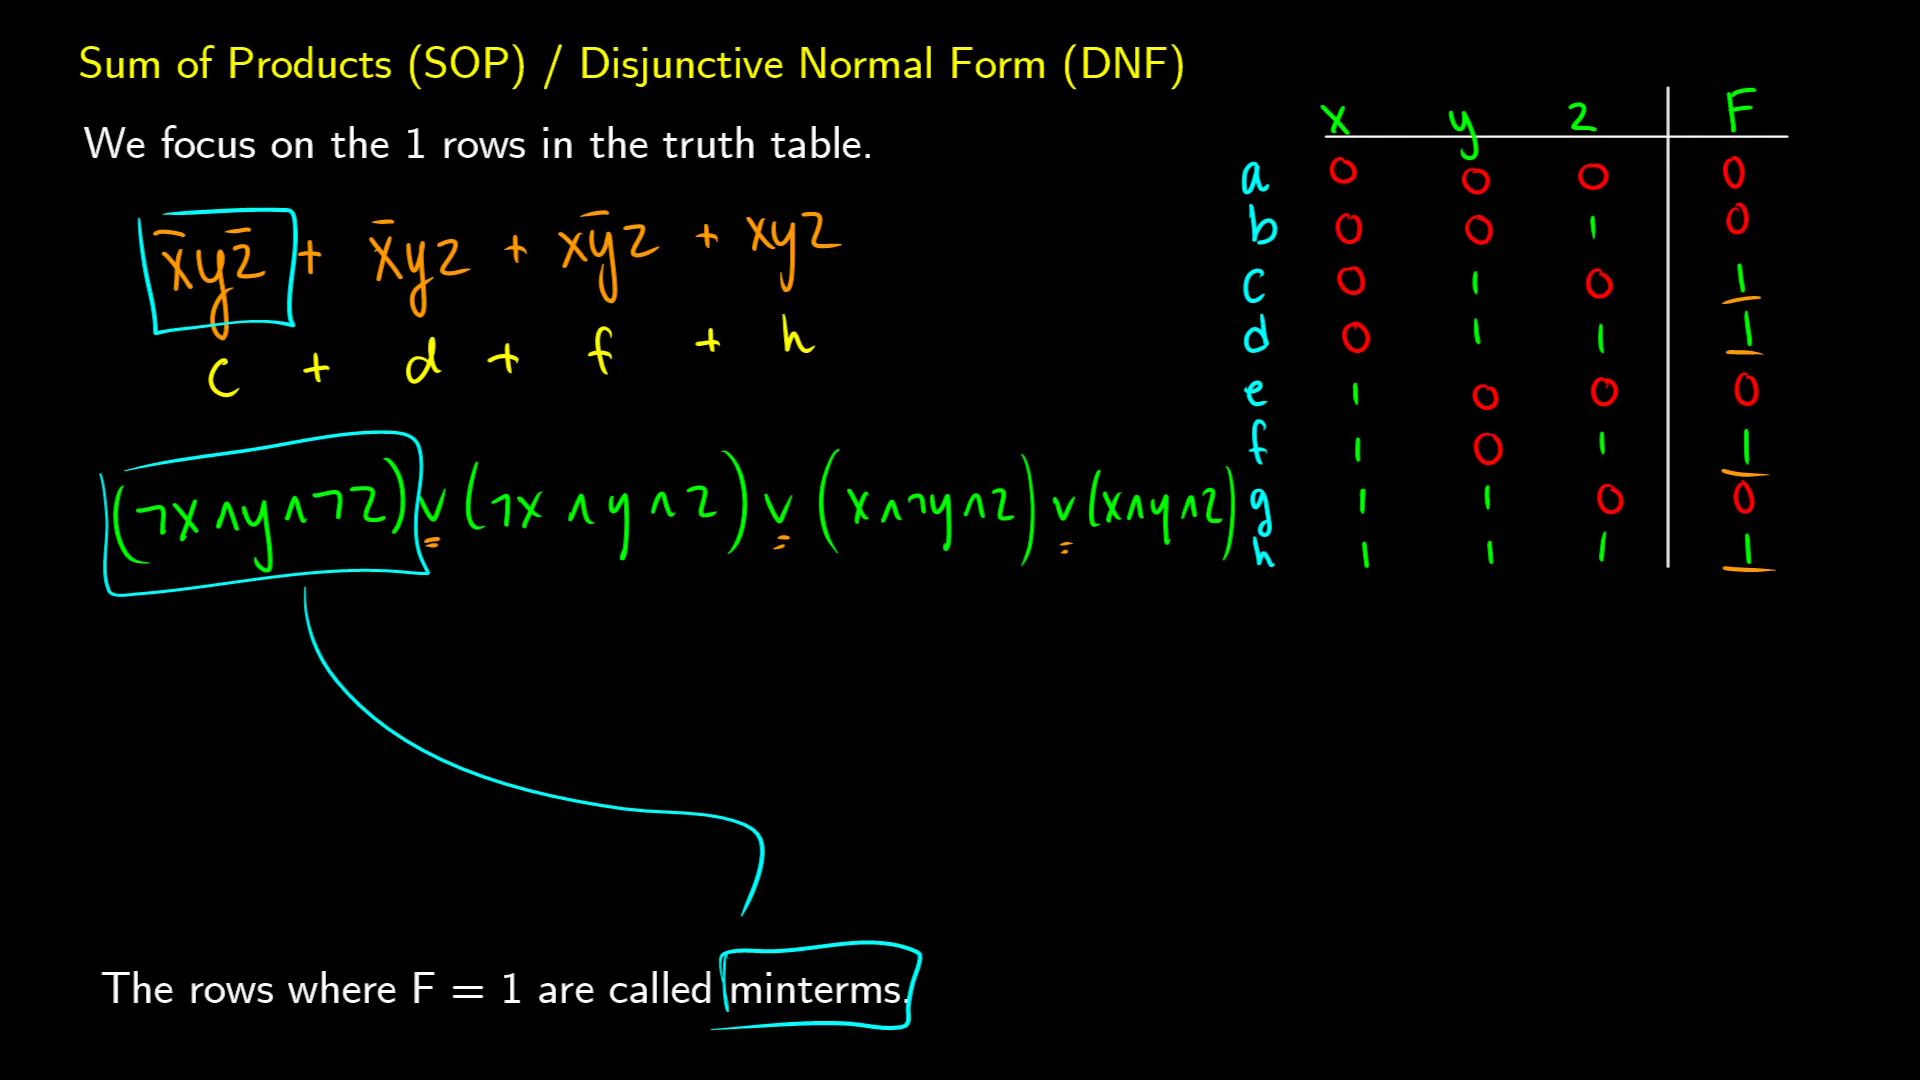 Sum of Products (SOP) / Disjunctive Normal Form (DNF)
We focus on the 1 rows in the truth table.
x̄yz̄ + x̄yz + xȳz + xyz
c + d + f + h
(¬x∧y∧¬z) ∨ (¬x∧y∧z) ∨ (x∧¬y∧z) ∨ (x∧y∧z)
x y z F
a 0 0 0 0
b 0 0 1 0
c 0 1 0 1
d 0 1 1 1
e 1 0 0 0
f 1 0 1 1
g 1 1 0 0
h 1 1 1 1
The rows where F = 1 are called minterms.